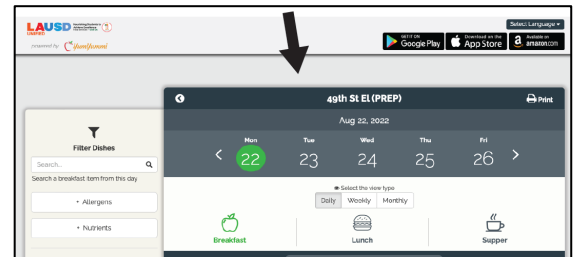 Select Language
LAUSD
UNIFIED
powered by YumYummi
GET IT ON
Google Play
Download on the
App Store
Available on
amazon.com
49th St El (PREP)
Print
Aug 22, 2022
Filter Dishes
Search...
Search a breakfast item from this day
+ Allergens
+ Nutrients
Mon Tue Wed Thu Fri
22 23 24 25 26
Select the view type
Daily Weekly Monthly
Breakfast Lunch Supper